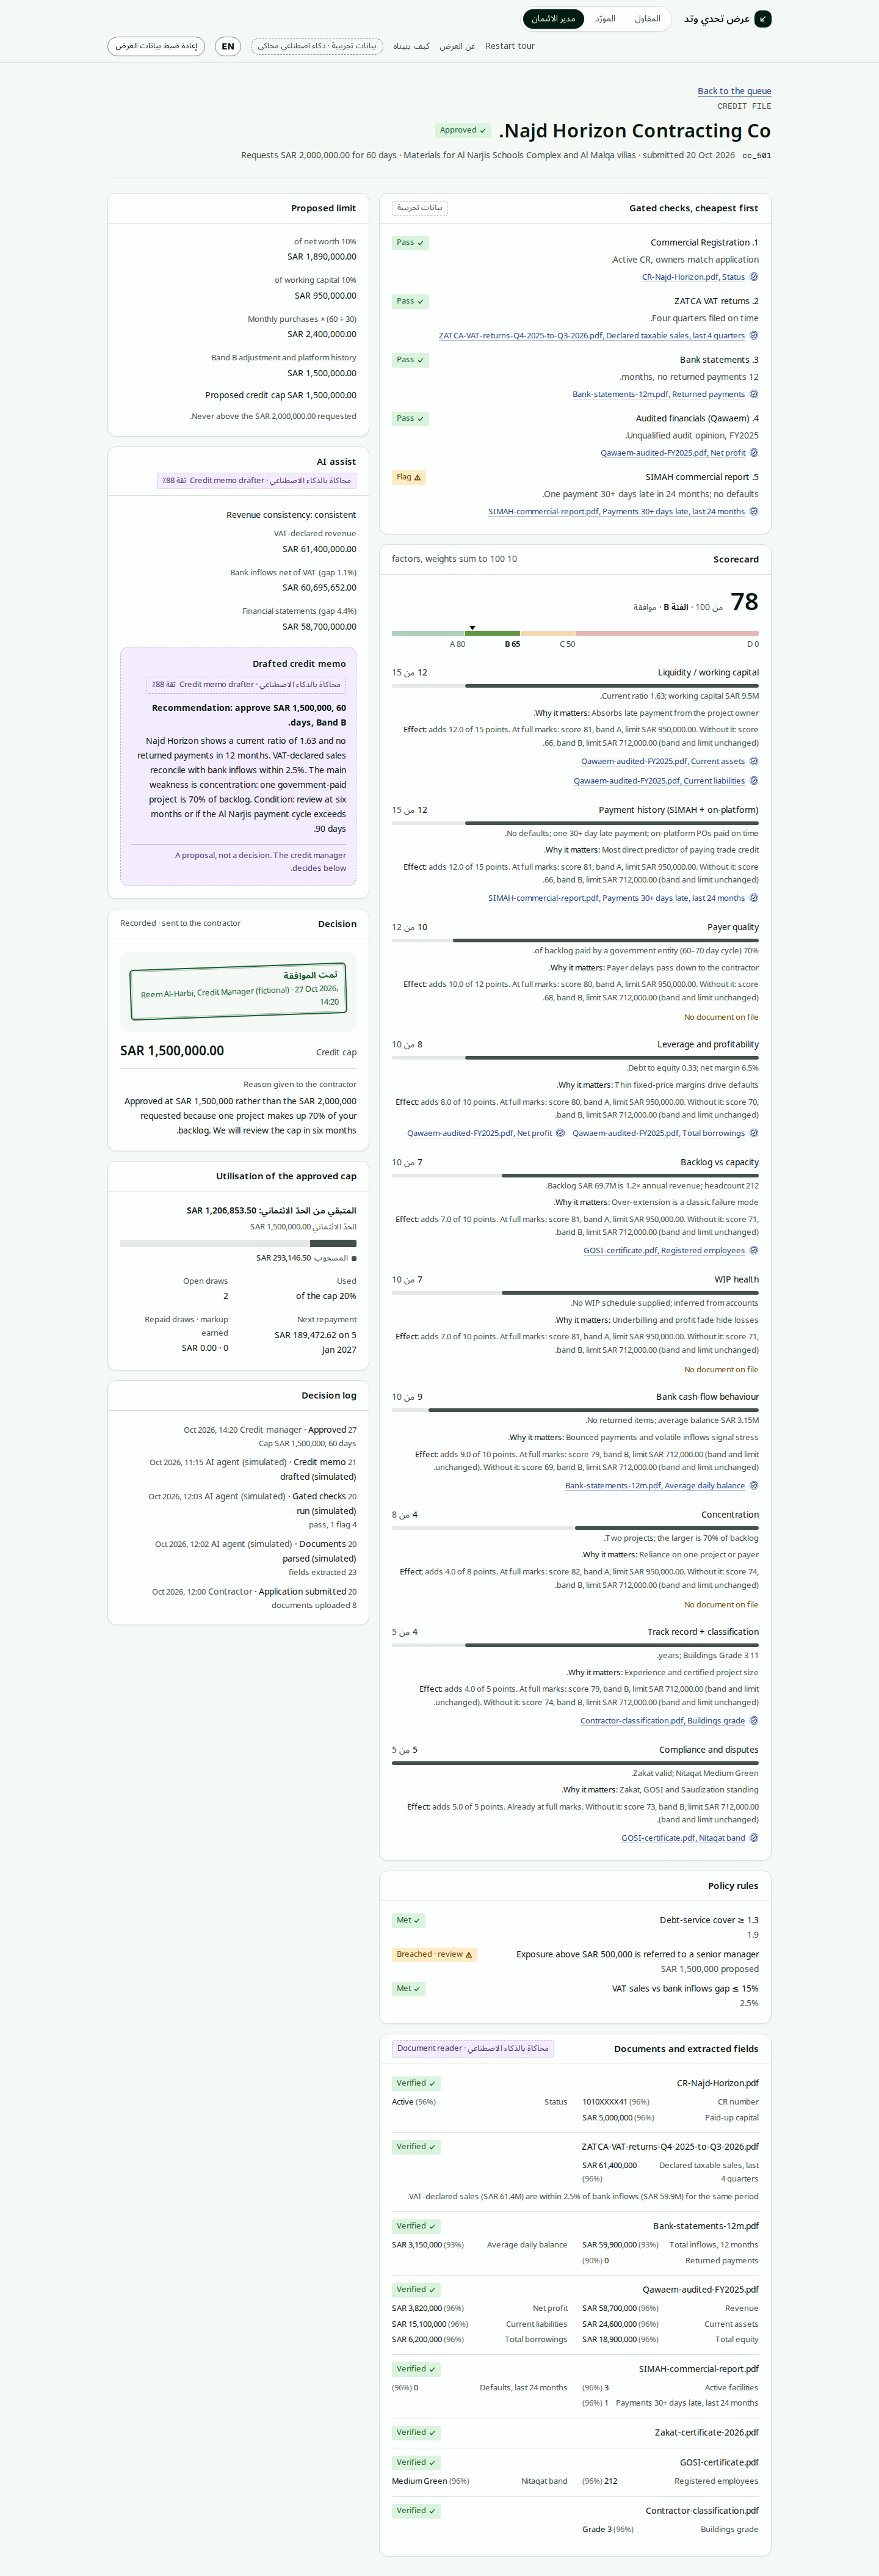 عرض تحدي وتد
المقاول
المورّد
مدير الائتمان
Restart tour
عن العرض
كيف بنيناه
بيانات تجريبية · ذكاء اصطناعي محاكى
EN
إعادة ضبط بيانات العرض
Back to the queue
CREDIT FILE
Najd Horizon Contracting Co.
Approved
cc_501 Requests SAR 2,000,000.00 for 60 days · Materials for Al Narjis Schools Complex and Al Malqa villas · submitted 20 Oct 2026
Gated checks, cheapest first
بيانات تجريبية
1. Commercial Registration
Pass
Active CR, owners match application.
CR-Najd-Horizon.pdf, Status
2. ZATCA VAT returns
Pass
Four quarters filed on time.
ZATCA-VAT-returns-Q4-2025-to-Q3-2026.pdf, Declared taxable sales, last 4 quarters
3. Bank statements
Pass
12 months, no returned payments.
Bank-statements-12m.pdf, Returned payments
4. Audited financials (Qawaem)
Pass
Unqualified audit opinion, FY2025.
Qawaem-audited-FY2025.pdf, Net profit
5. SIMAH commercial report
Flag
One payment 30+ days late in 24 months; no defaults.
SIMAH-commercial-report.pdf, Payments 30+ days late, last 24 months
Scorecard
10 factors, weights sum to 100
78 من 100 · الفئة B · موافقة
A 80
B 65
C 50
D 0
Liquidity / working capital
12 من 15
Current ratio 1.63; working capital SAR 9.5M.
Why it matters: Absorbs late payment from the project owner.
Effect: adds 12.0 of 15 points. At full marks: score 81, band A, limit SAR 950,000.00. Without it: score
66, band B, limit SAR 712,000.00 (band and limit unchanged).
Qawaem-audited-FY2025.pdf, Current assets
Qawaem-audited-FY2025.pdf, Current liabilities
Payment history (SIMAH + on-platform)
12 من 15
No defaults; one 30+ day late payment; on-platform POs paid on time.
Why it matters: Most direct predictor of paying trade credit.
Effect: adds 12.0 of 15 points. At full marks: score 81, band A, limit SAR 950,000.00. Without it: score
66, band B, limit SAR 712,000.00 (band and limit unchanged).
SIMAH-commercial-report.pdf, Payments 30+ days late, last 24 months
Payer quality
10 من 12
70% of backlog paid by a government entity (60–70 day cycle).
Why it matters: Payer delays pass down to the contractor.
Effect: adds 10.0 of 12 points. At full marks: score 80, band A, limit SAR 950,000.00. Without it: score
68, band B, limit SAR 712,000.00 (band and limit unchanged).
No document on file
Leverage and profitability
8 من 10
Debt to equity 0.33; net margin 6.5%.
Why it matters: Thin fixed-price margins drive defaults.
Effect: adds 8.0 of 10 points. At full marks: score 80, band A, limit SAR 950,000.00. Without it: score 70,
band B, limit SAR 712,000.00 (band and limit unchanged).
Qawaem-audited-FY2025.pdf, Total borrowings
Qawaem-audited-FY2025.pdf, Net profit
Backlog vs capacity
7 من 10
Backlog SAR 69.7M is 1.2× annual revenue; headcount 212.
Why it matters: Over-extension is a classic failure mode.
Effect: adds 7.0 of 10 points. At full marks: score 81, band A, limit SAR 950,000.00. Without it: score 71,
band B, limit SAR 712,000.00 (band and limit unchanged).
GOSI-certificate.pdf, Registered employees
WIP health
7 من 10
No WIP schedule supplied; inferred from accounts.
Why it matters: Underbilling and profit fade hide losses.
Effect: adds 7.0 of 10 points. At full marks: score 81, band A, limit SAR 950,000.00. Without it: score 71,
band B, limit SAR 712,000.00 (band and limit unchanged).
No document on file
Bank cash-flow behaviour
9 من 10
No returned items; average balance SAR 3.15M.
Why it matters: Bounced payments and volatile inflows signal stress.
Effect: adds 9.0 of 10 points. At full marks: score 79, band B, limit SAR 712,000.00 (band and limit
unchanged). Without it: score 69, band B, limit SAR 712,000.00 (band and limit unchanged).
Bank-statements-12m.pdf, Average daily balance
Concentration
4 من 8
Two projects; the larger is 70% of backlog.
Why it matters: Reliance on one project or payer.
Effect: adds 4.0 of 8 points. At full marks: score 82, band A, limit SAR 950,000.00. Without it: score 74,
band B, limit SAR 712,000.00 (band and limit unchanged).
No document on file
Track record + classification
4 من 5
11 years; Buildings Grade 3.
Why it matters: Experience and certified project size.
Effect: adds 4.0 of 5 points. At full marks: score 79, band B, limit SAR 712,000.00 (band and limit
unchanged). Without it: score 74, band B, limit SAR 712,000.00 (band and limit unchanged).
Contractor-classification.pdf, Buildings grade
Compliance and disputes
5 من 5
Zakat valid; Nitaqat Medium Green.
Why it matters: Zakat, GOSI and Saudization standing.
Effect: adds 5.0 of 5 points. Already at full marks. Without it: score 73, band B, limit SAR 712,000.00
(band and limit unchanged).
GOSI-certificate.pdf, Nitaqat band
Policy rules
Debt-service cover ≥ 1.3
Met
1.9
Exposure above SAR 500,000 is referred to a senior manager
Breached · review
SAR 1,500,000 proposed
VAT sales vs bank inflows gap ≤ 15%
Met
2.5%
Documents and extracted fields
محاكاة بالذكاء الاصطناعي · Document reader
CR-Najd-Horizon.pdf
Verified
CR number 1010XXXX41 (96%)
Status Active (96%)
Paid-up capital SAR 5,000,000 (96%)
ZATCA-VAT-returns-Q4-2025-to-Q3-2026.pdf
Verified
Declared taxable sales, last
4 quarters
SAR 61,400,000
(96%)
VAT-declared sales (SAR 61.4M) are within 2.5% of bank inflows (SAR 59.9M) for the same period.
Bank-statements-12m.pdf
Verified
Total inflows, 12 months SAR 59,900,000 (93%)
Average daily balance SAR 3,150,000 (93%)
Returned payments 0 (90%)
Qawaem-audited-FY2025.pdf
Verified
Revenue SAR 58,700,000 (96%)
Net profit SAR 3,820,000 (96%)
Current assets SAR 24,600,000 (96%)
Current liabilities SAR 15,100,000 (96%)
Total equity SAR 18,900,000 (96%)
Total borrowings SAR 6,200,000 (96%)
SIMAH-commercial-report.pdf
Verified
Active facilities 3 (96%)
Defaults, last 24 months 0 (96%)
Payments 30+ days late, last 24 months 1 (96%)
Zakat-certificate-2026.pdf
Verified
GOSI-certificate.pdf
Verified
Registered employees 212 (96%)
Nitaqat band Medium Green (96%)
Contractor-classification.pdf
Verified
Buildings grade Grade 3 (96%)
Proposed limit
10% of net worth
SAR 1,890,000.00
10% of working capital
SAR 950,000.00
Monthly purchases × (60 ÷ 30)
SAR 2,400,000.00
Band B adjustment and platform history
SAR 1,500,000.00
Proposed credit cap SAR 1,500,000.00
Never above the SAR 2,000,000.00 requested.
AI assist
محاكاة بالذكاء الاصطناعي · Credit memo drafter ثقة 88٪
Revenue consistency: consistent
VAT-declared revenue
SAR 61,400,000.00
Bank inflows net of VAT (gap 1.1%)
SAR 60,695,652.00
Financial statements (gap 4.4%)
SAR 58,700,000.00
Drafted credit memo
محاكاة بالذكاء الاصطناعي · Credit memo drafter ثقة 88٪
Recommendation: approve SAR 1,500,000, 60
days, Band B.
Najd Horizon shows a current ratio of 1.63 and no
returned payments in 12 months. VAT-declared sales
reconcile with bank inflows within 2.5%. The main
weakness is concentration: one government-paid
project is 70% of backlog. Condition: review at six
months or if the Al Narjis payment cycle exceeds
90 days.
A proposal, not a decision. The credit manager
decides below.
Decision
Recorded · sent to the contractor
تمت الموافقة
Reem Al-Harbi, Credit Manager (fictional) · 27 Oct 2026,
14:20
Credit cap
SAR 1,500,000.00
Reason given to the contractor
Approved at SAR 1,500,000 rather than the SAR 2,000,000
requested because one project makes up 70% of your
backlog. We will review the cap in six months.
Utilisation of the approved cap
المتبقي من الحدّ الائتماني: SAR 1,206,853.50
الحدّ الائتماني SAR 1,500,000.00
المسحوب SAR 293,146.50
Used
20% of the cap
Open draws
2
Next repayment
SAR 189,472.62 on 5
Jan 2027
Repaid draws · markup
earned
0 · SAR 0.00
Decision log
27 Oct 2026, 14:20 Credit manager · Approved
Cap SAR 1,500,000, 60 days
21 Oct 2026, 11:15 AI agent (simulated) · Credit memo
drafted (simulated)
20 Oct 2026, 12:03 AI agent (simulated) · Gated checks
run (simulated)
4 pass, 1 flag
20 Oct 2026, 12:02 AI agent (simulated) · Documents
parsed (simulated)
23 fields extracted
20 Oct 2026, 12:00 Contractor · Application submitted
8 documents uploaded